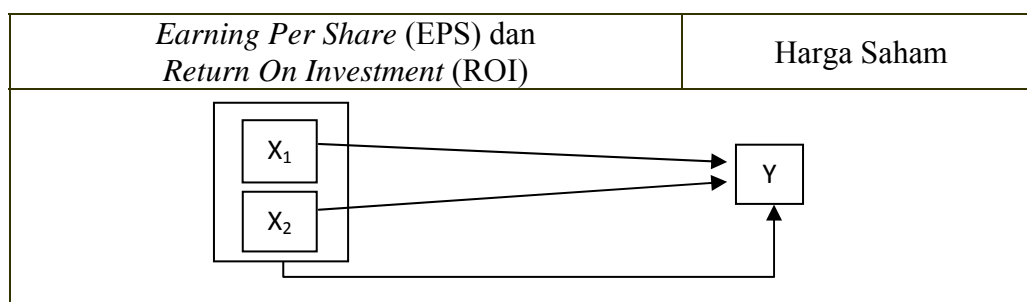 Earning Per Share (EPS) dan
Return On Investment (ROI)
Harga Saham
X₁
Y
X₂